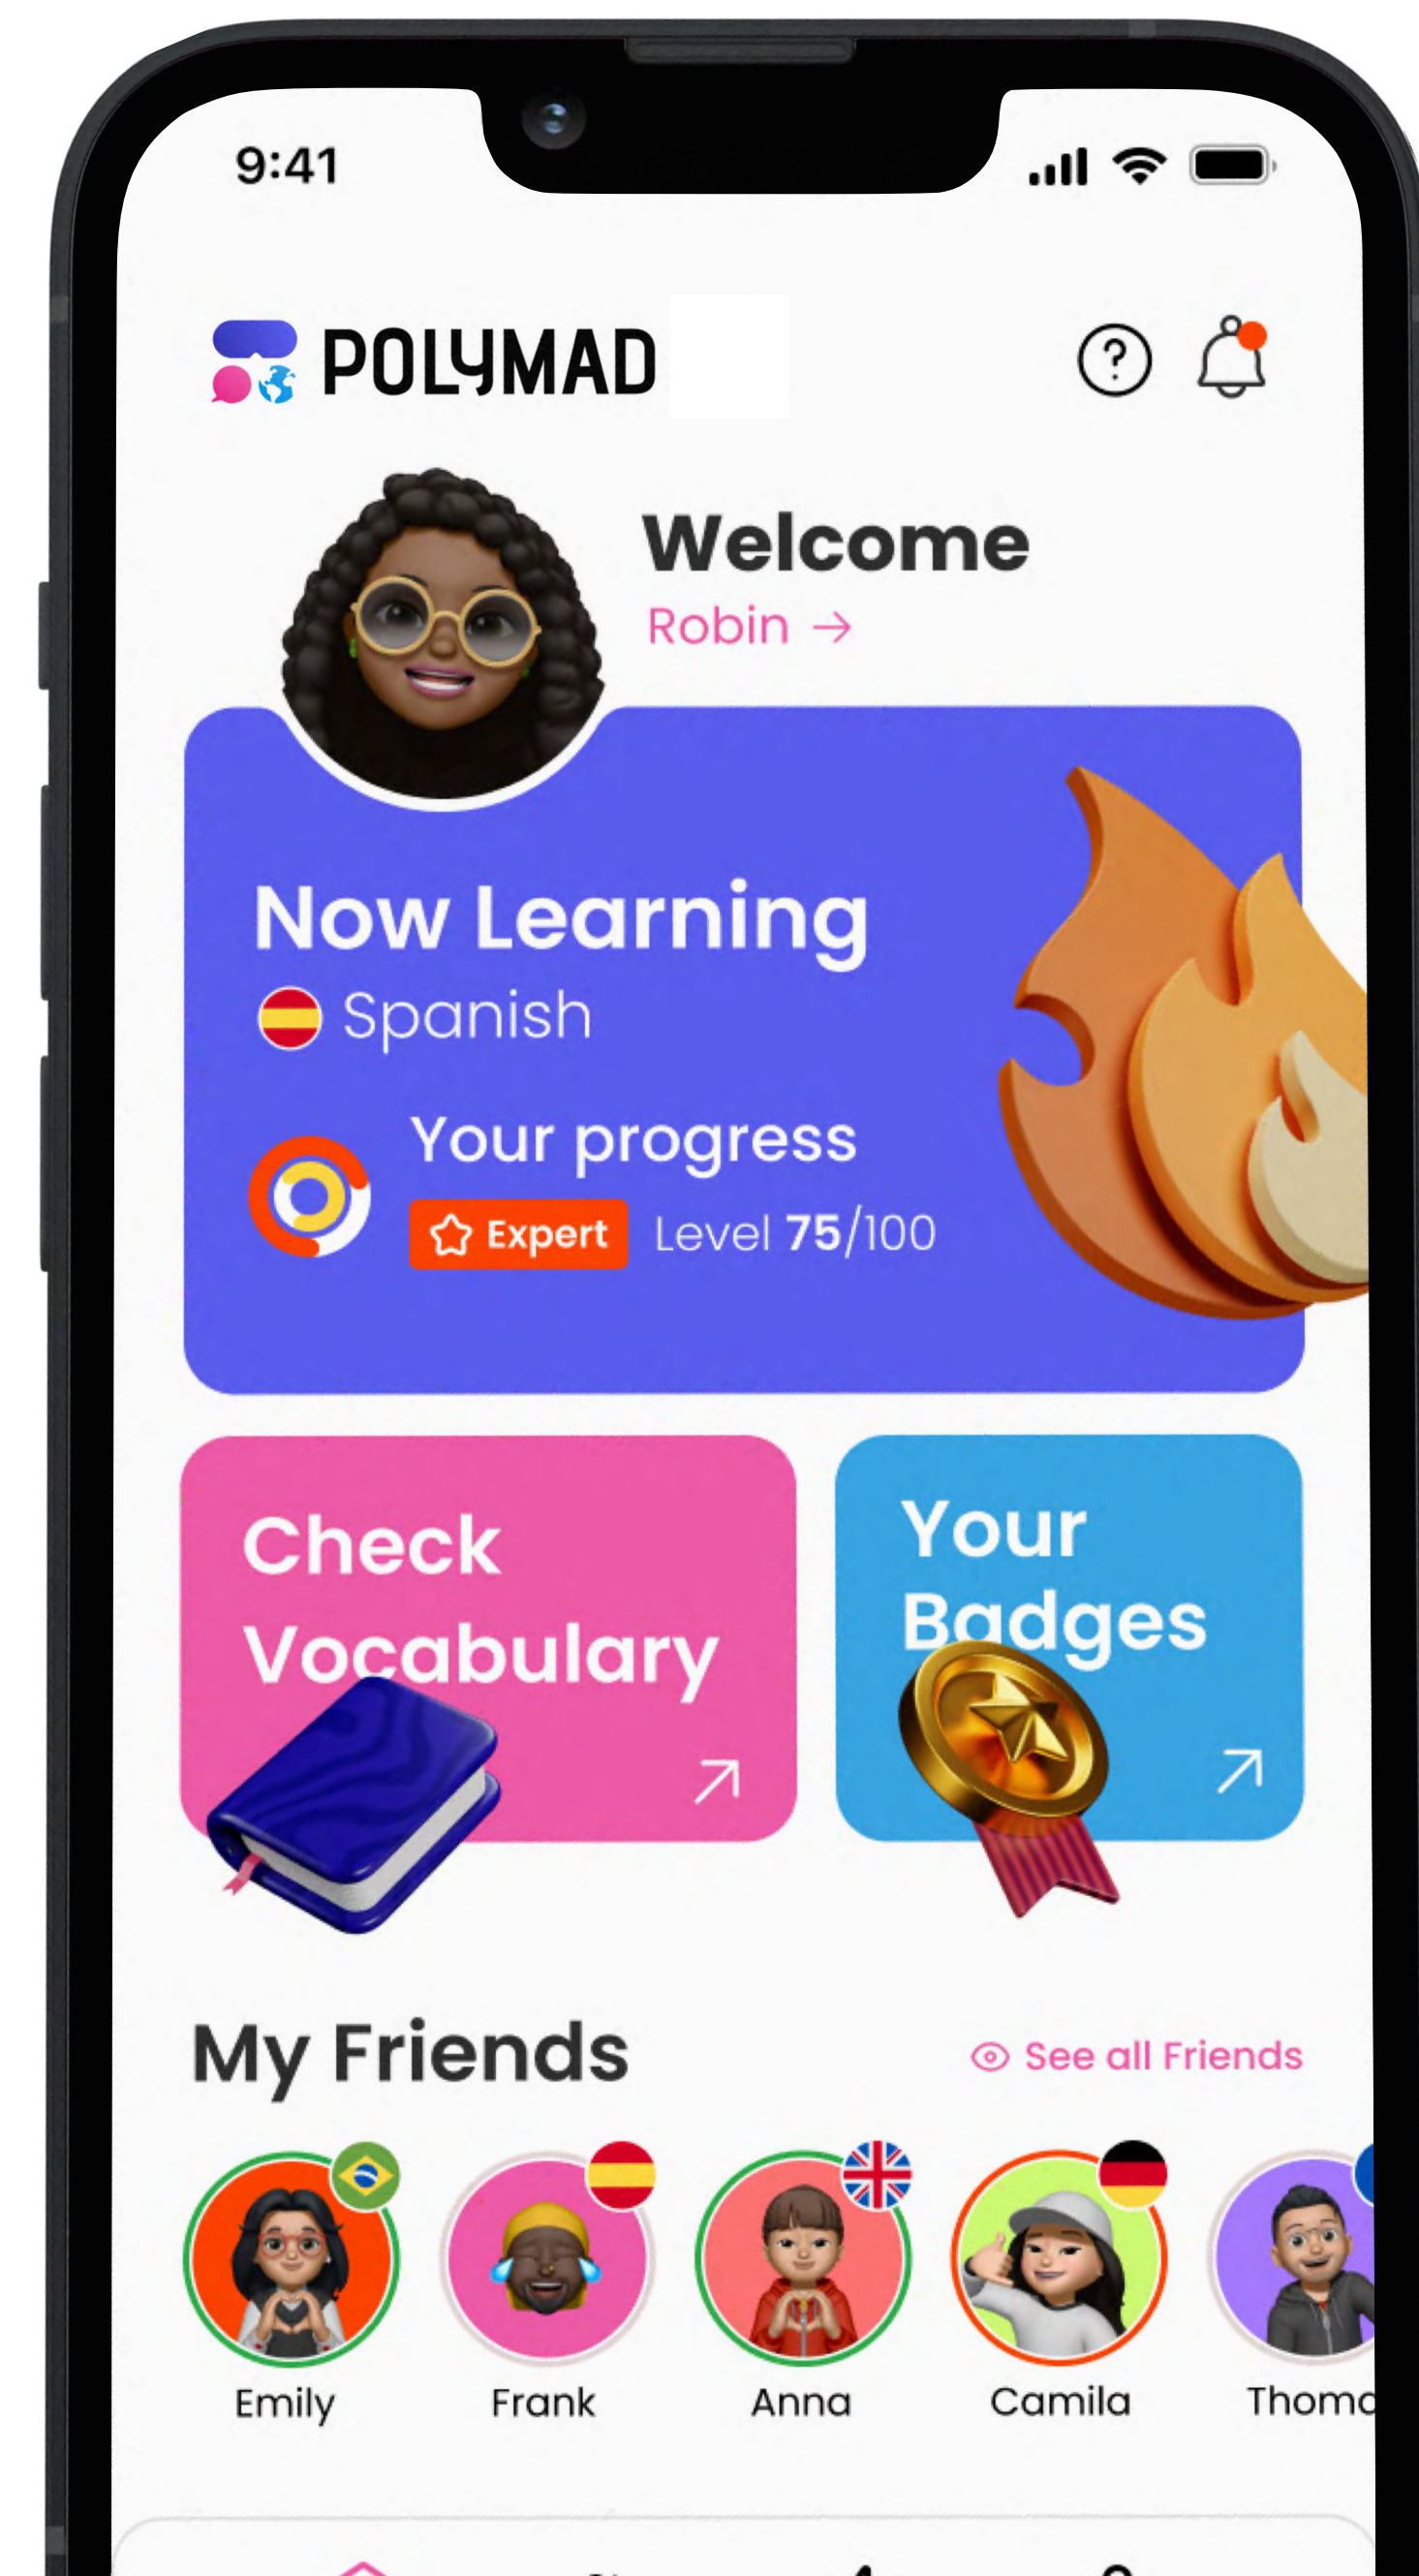 9:41
POLYMAD
Welcome
Robin →
Now Learning
Spanish
Your progress
Expert Level 75/100
Check
Vocabulary
Your
Badges
My Friends
See all Friends
Emily Frank Anna Camila